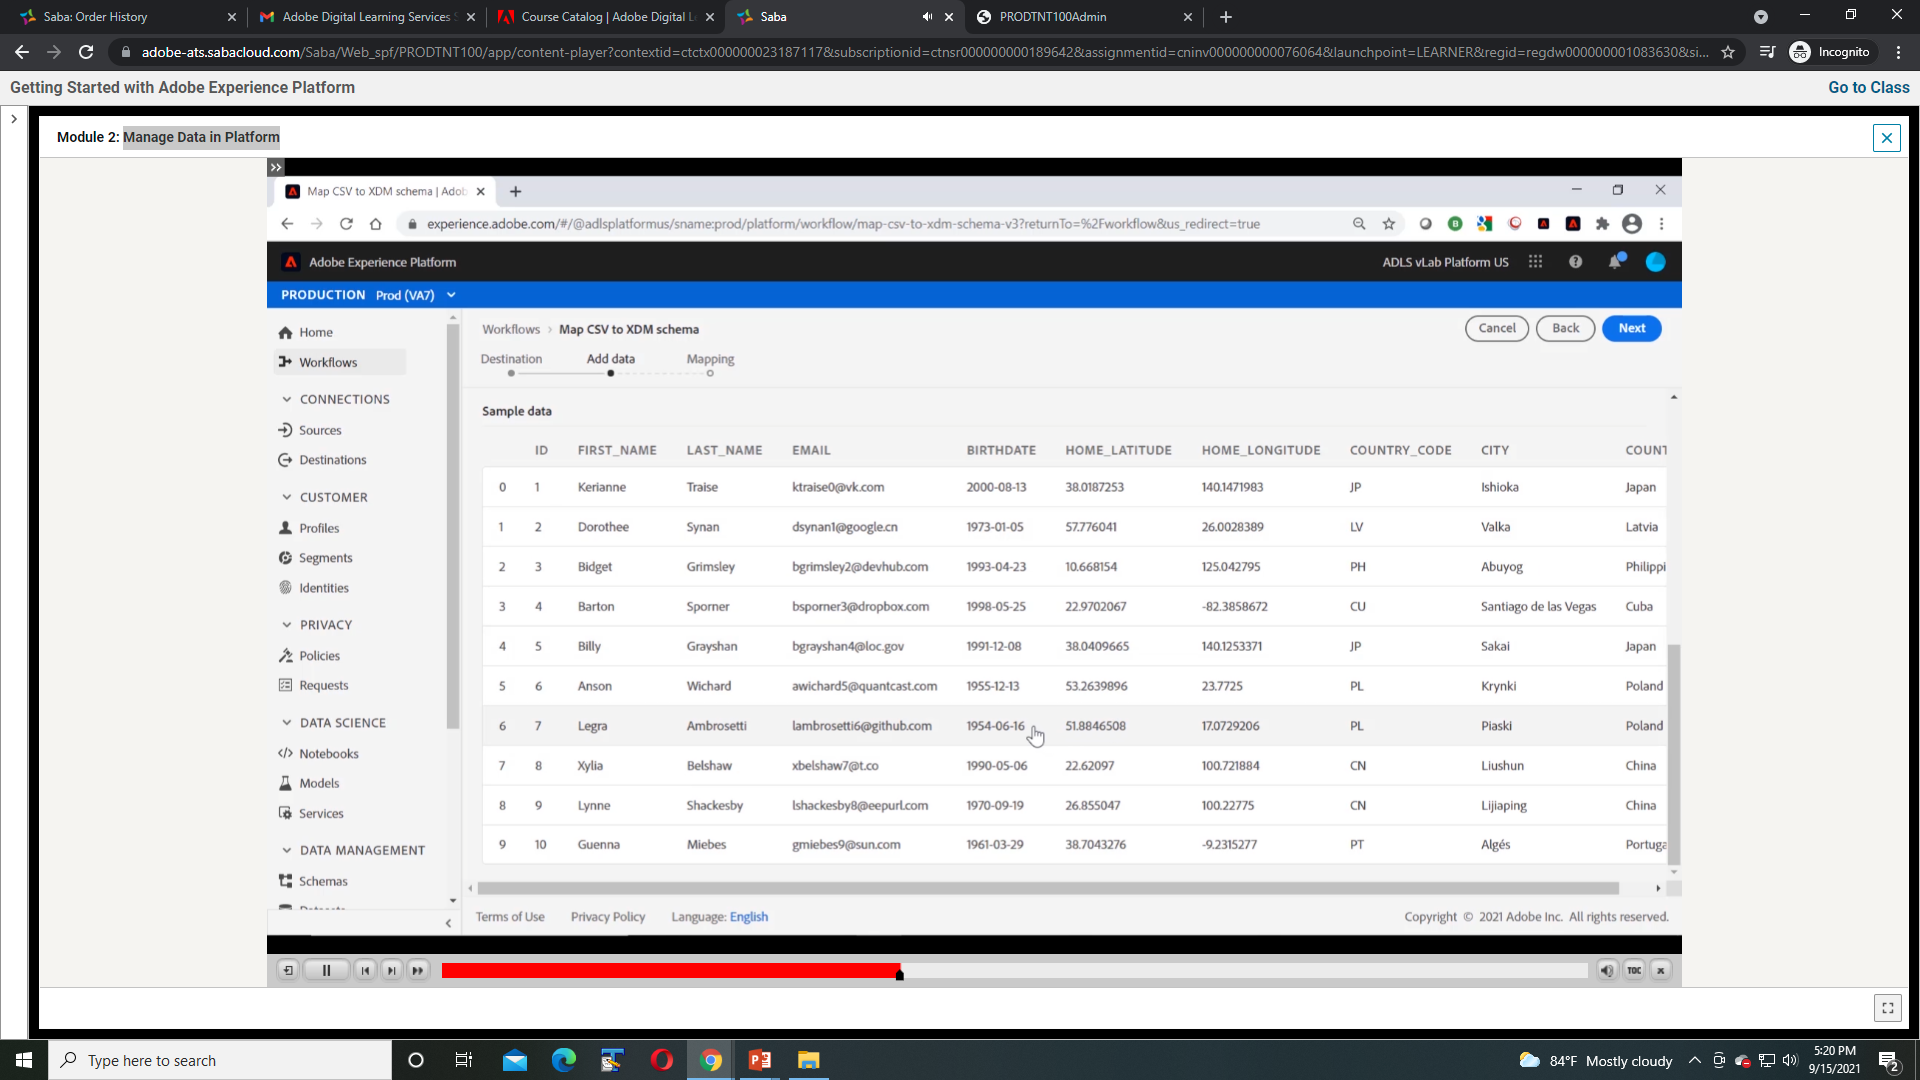 Saba: Order History
Adobe Digital Learning Services S
Course Catalog | Adobe Digital L
Saba
PRODTNT100Admin
adobe-ats.sabacloud.com/Saba/Web_spf/PRODTNT100/app/content-player?contextid=ctctx000000023187117&subscriptionid=ctnsr000000000189642&assignmentid=cninv000000000076064&launchpoint=LEARNER&regid=regdw000000001083630&si...
Incognito
Getting Started with Adobe Experience Platform
Go to Class
Module 2: Manage Data in Platform
Map CSV to XDM schema | Adob
experience.adobe.com/#/@adlsplatformus/sname:prod/platform/workflow/map-csv-to-xdm-schema-v3?returnTo=%2Fworkflow&us_redirect=true
Adobe Experience Platform
ADLS vLab Platform US
PRODUCTION Prod (VA7)
Home
Workflows
CONNECTIONS
Sources
Destinations
CUSTOMER
Profiles
Segments
Identities
PRIVACY
Policies
Requests
DATA SCIENCE
Notebooks
Models
Services
DATA MANAGEMENT
Schemas
Workflows > Map CSV to XDM schema
Cancel Back Next
Destination Add data Mapping
Sample data
ID FIRST_NAME LAST_NAME EMAIL BIRTHDATE HOME_LATITUDE HOME_LONGITUDE COUNTRY_CODE CITY COUNT
0 1 Kerianne Traise ktraise0@vk.com 2000-08-13 38.0187253 140.1471983 JP Ishioka Japan
1 2 Dorothee Synan dsynan1@google.cn 1973-01-05 57.776041 26.0028389 LV Valka Latvia
2 3 Bidget Grimsley bgrimsley2@devhub.com 1993-04-23 10.668154 125.042795 PH Abuyog Philippi
3 4 Barton Sporner bsporner3@dropbox.com 1998-05-25 22.9702067 -82.3858672 CU Santiago de las Vegas Cuba
4 5 Billy Grayshan bgrayshan4@loc.gov 1991-12-08 38.0409665 140.1253371 JP Sakai Japan
5 6 Anson Wichard awichard5@quantcast.com 1955-12-13 53.2639896 23.7725 PL Krynki Poland
6 7 Legra Ambrosetti lambrosetti6@github.com 1954-06-16 51.8846508 17.0729206 PL Piaski Poland
7 8 Xylia Belshaw xbelshaw7@t.co 1990-05-06 22.62097 100.721884 CN Liushun China
8 9 Lynne Shackesby lshackesby8@eepurl.com 1970-09-19 26.855047 100.22775 CN Lijiaping China
9 10 Guenna Miebes gmiebes9@sun.com 1961-03-29 38.7043276 -9.2315277 PT Algés Portuga
Terms of Use Privacy Policy Language: English
Copyright © 2021 Adobe Inc. All rights reserved.
TOC
Type here to search
84°F Mostly cloudy
5:20 PM
9/15/2021
2